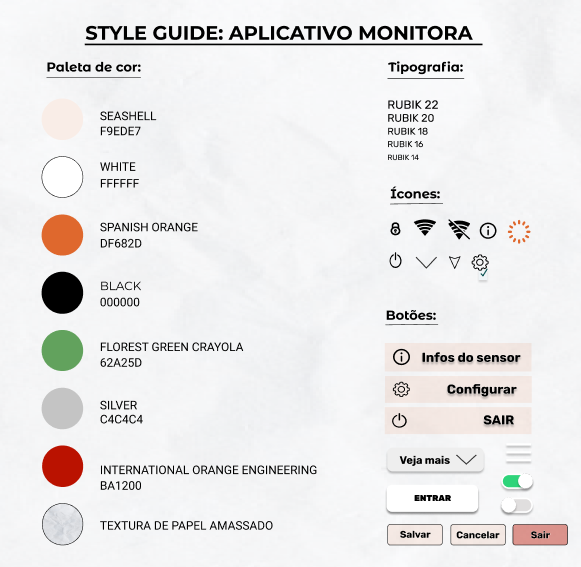 STYLE GUIDE: APLICATIVO MONITORA
Paleta de cor:
SEASHELL
F9EDE7
WHITE
FFFFFF
SPANISH ORANGE
DF682D
BLACK
000000
FLOREST GREEN CRAYOLA
62A25D
SILVER
C4C4C4
INTERNATIONAL ORANGE ENGINEERING
BA1200
TEXTURA DE PAPEL AMASSADO
Tipografia:
RUBIK 22
RUBIK 20
RUBIK 18
RUBIK 16
RUBIK 14
Ícones:
Botões:
Infos do sensor
Configurar
SAIR
Veja mais
ENTRAR
Salvar
Cancelar
Sair